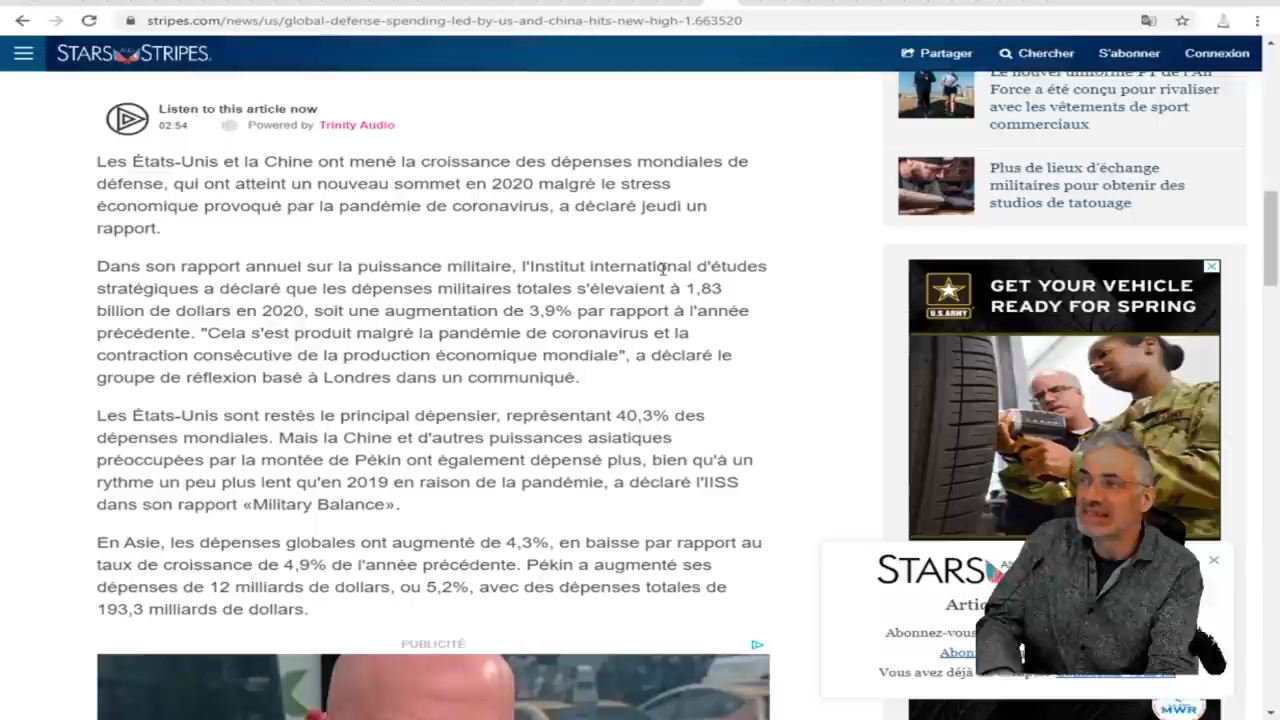 stripes.com/news/us/global-defense-spending-led-by-us-and-china-hits-new-high-1.663520
STARS AND STRIPES.
Partager
Chercher
S'abonner
Connexion
Listen to this article now
02:54
Powered by Trinity Audio
Les États-Unis et la Chine ont mené la croissance des dépenses mondiales de
défense, qui ont atteint un nouveau sommet en 2020 malgré le stress
économique provoqué par la pandémie de coronavirus, a déclaré jeudi un
rapport.
Dans son rapport annuel sur la puissance militaire, l'Institut international d'études
stratégiques a déclaré que les dépenses militaires totales s'élevaient à 1,83
billion de dollars en 2020, soit une augmentation de 3,9% par rapport à l'année
précédente. "Cela s'est produit malgré la pandémie de coronavirus et la
contraction consécutive de la production économique mondiale", a déclaré le
groupe de réflexion basé à Londres dans un communiqué.
Les États-Unis sont restés le principal dépensier, représentant 40,3% des
dépenses mondiales. Mais la Chine et d'autres puissances asiatiques
préoccupées par la montée de Pékin ont également dépensé plus, bien qu'à un
rythme un peu plus lent qu'en 2019 en raison de la pandémie, a déclaré l'IISS
dans son rapport «Military Balance».
En Asie, les dépenses globales ont augmenté de 4,3%, en baisse par rapport au
taux de croissance de 4,9% de l'année précédente. Pékin a augmenté ses
dépenses de 12 milliards de dollars, ou 5,2%, avec des dépenses totales de
193,3 milliards de dollars.
PUBLICITÉ
Le nouvel uniforme PT de l'Air
Force a été conçu pour rivaliser
avec les vêtements de sport
commerciaux
Plus de lieux d'échange
militaires pour obtenir des
studios de tatouage
U.S. ARMY
GET YOUR VEHICLE
READY FOR SPRING
STARS
Abonnez-vous
Vous avez déjà
MWR